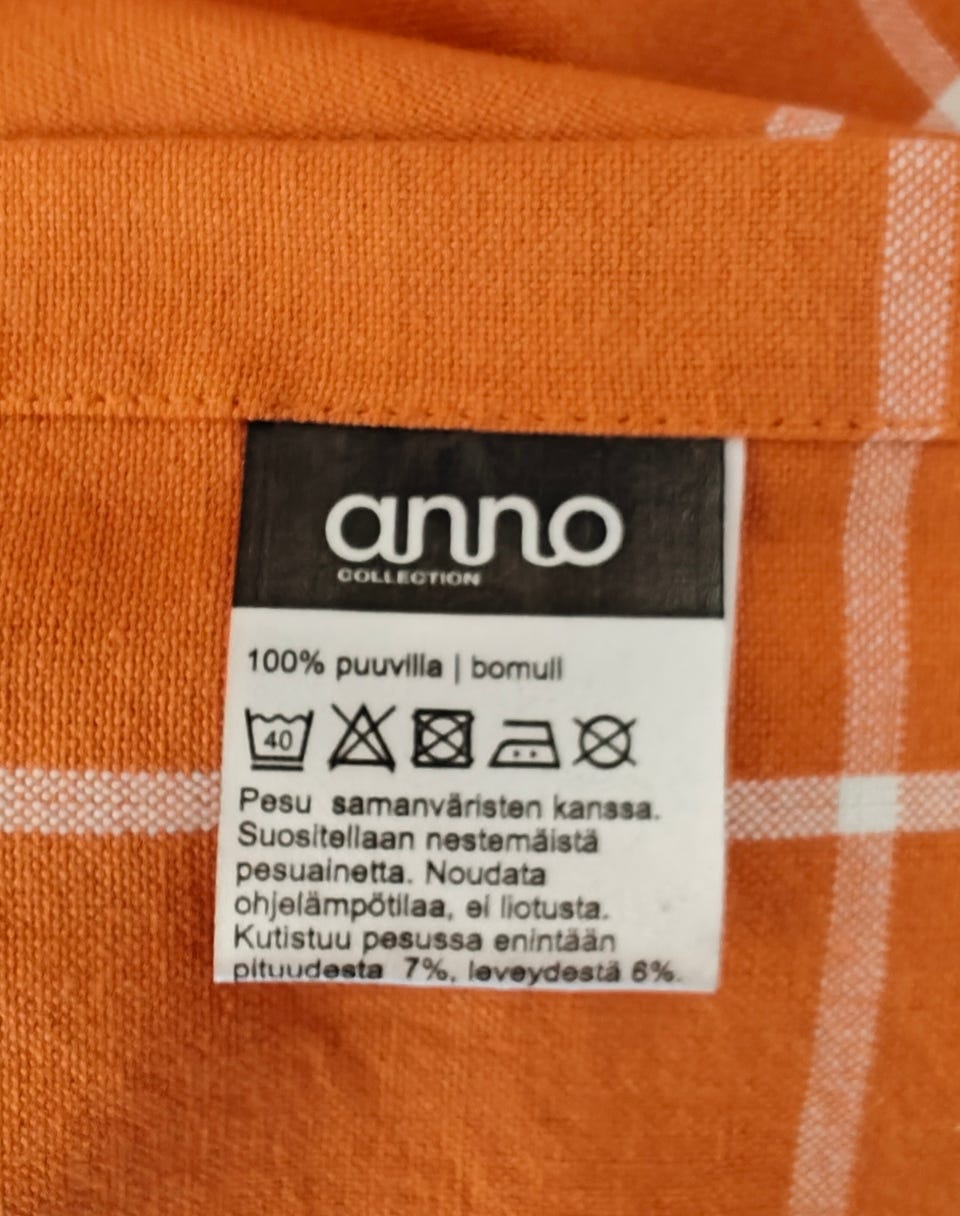 anno
COLLECTION
100% puuvilla | bomull
40
Pesu samanväristen kanssa.
Suositellaan nestemäistä
pesuainetta. Noudata
ohjelämpötilaa, ei liotusta.
Kutistuu pesussa enintään
pituudesta 7%, leveydestä 6%.